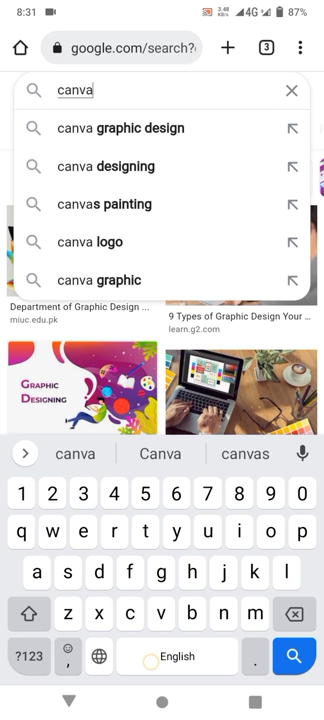 8:31 3.48 KB/s 4G 87%
google.com/search? 3
canva
canva graphic design
canva designing
canvas painting
canva logo
canva graphic
Department of Graphic Design ...
miuc.edu.pk
9 Types of Graphic Design Your ...
learn.g2.com
GRAPHIC
DESIGNING
canva Canva canvas
1 2 3 4 5 6 7 8 9 0
q w e r t y u i o p
a s d f g h j k l
z x c v b n m
?123 , English .